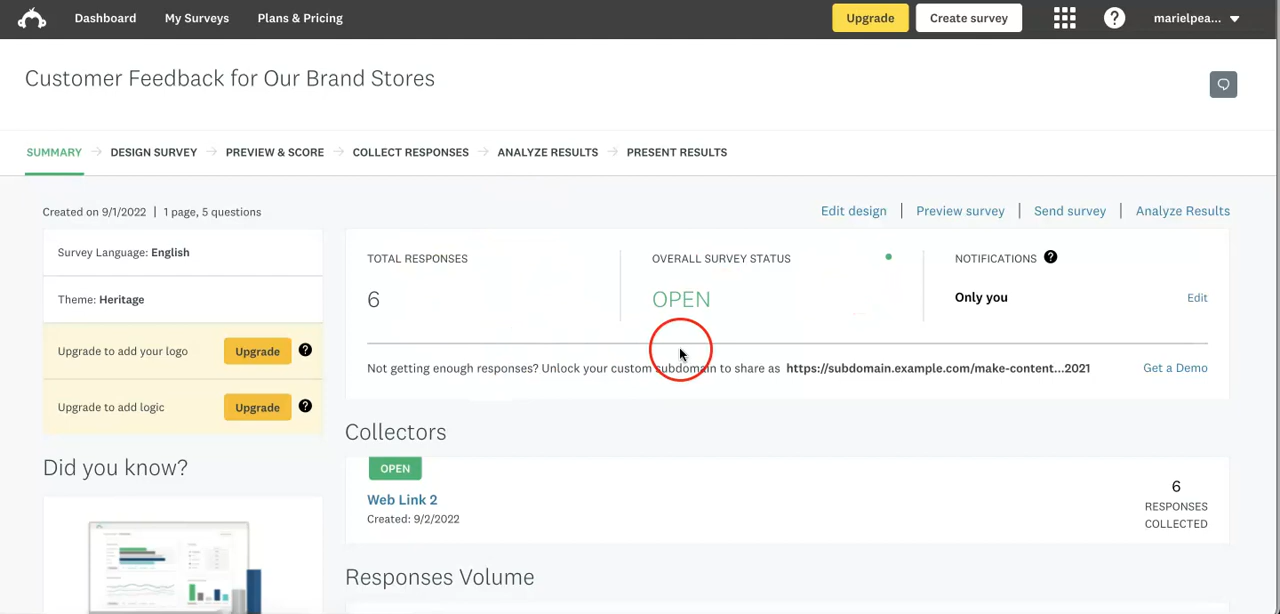 Dashboard My Surveys Plans & Pricing Upgrade Create survey ? marielpea...
Customer Feedback for Our Brand Stores
SUMMARY DESIGN SURVEY PREVIEW & SCORE COLLECT RESPONSES ANALYZE RESULTS PRESENT RESULTS
Created on 9/1/2022 | 1 page, 5 questions
Edit design | Preview survey | Send survey | Analyze Results
Survey Language: English
Theme: Heritage
Upgrade to add your logo Upgrade ?
Upgrade to add logic Upgrade ?
Did you know?
TOTAL RESPONSES
6
OVERALL SURVEY STATUS
OPEN
NOTIFICATIONS ?
Only you Edit
Not getting enough responses? Unlock your custom subdomain to share as https://subdomain.example.com/make-content...2021 Get a Demo
Collectors
OPEN
Web Link 2
Created: 9/2/2022
6
RESPONSES
COLLECTED
Responses Volume